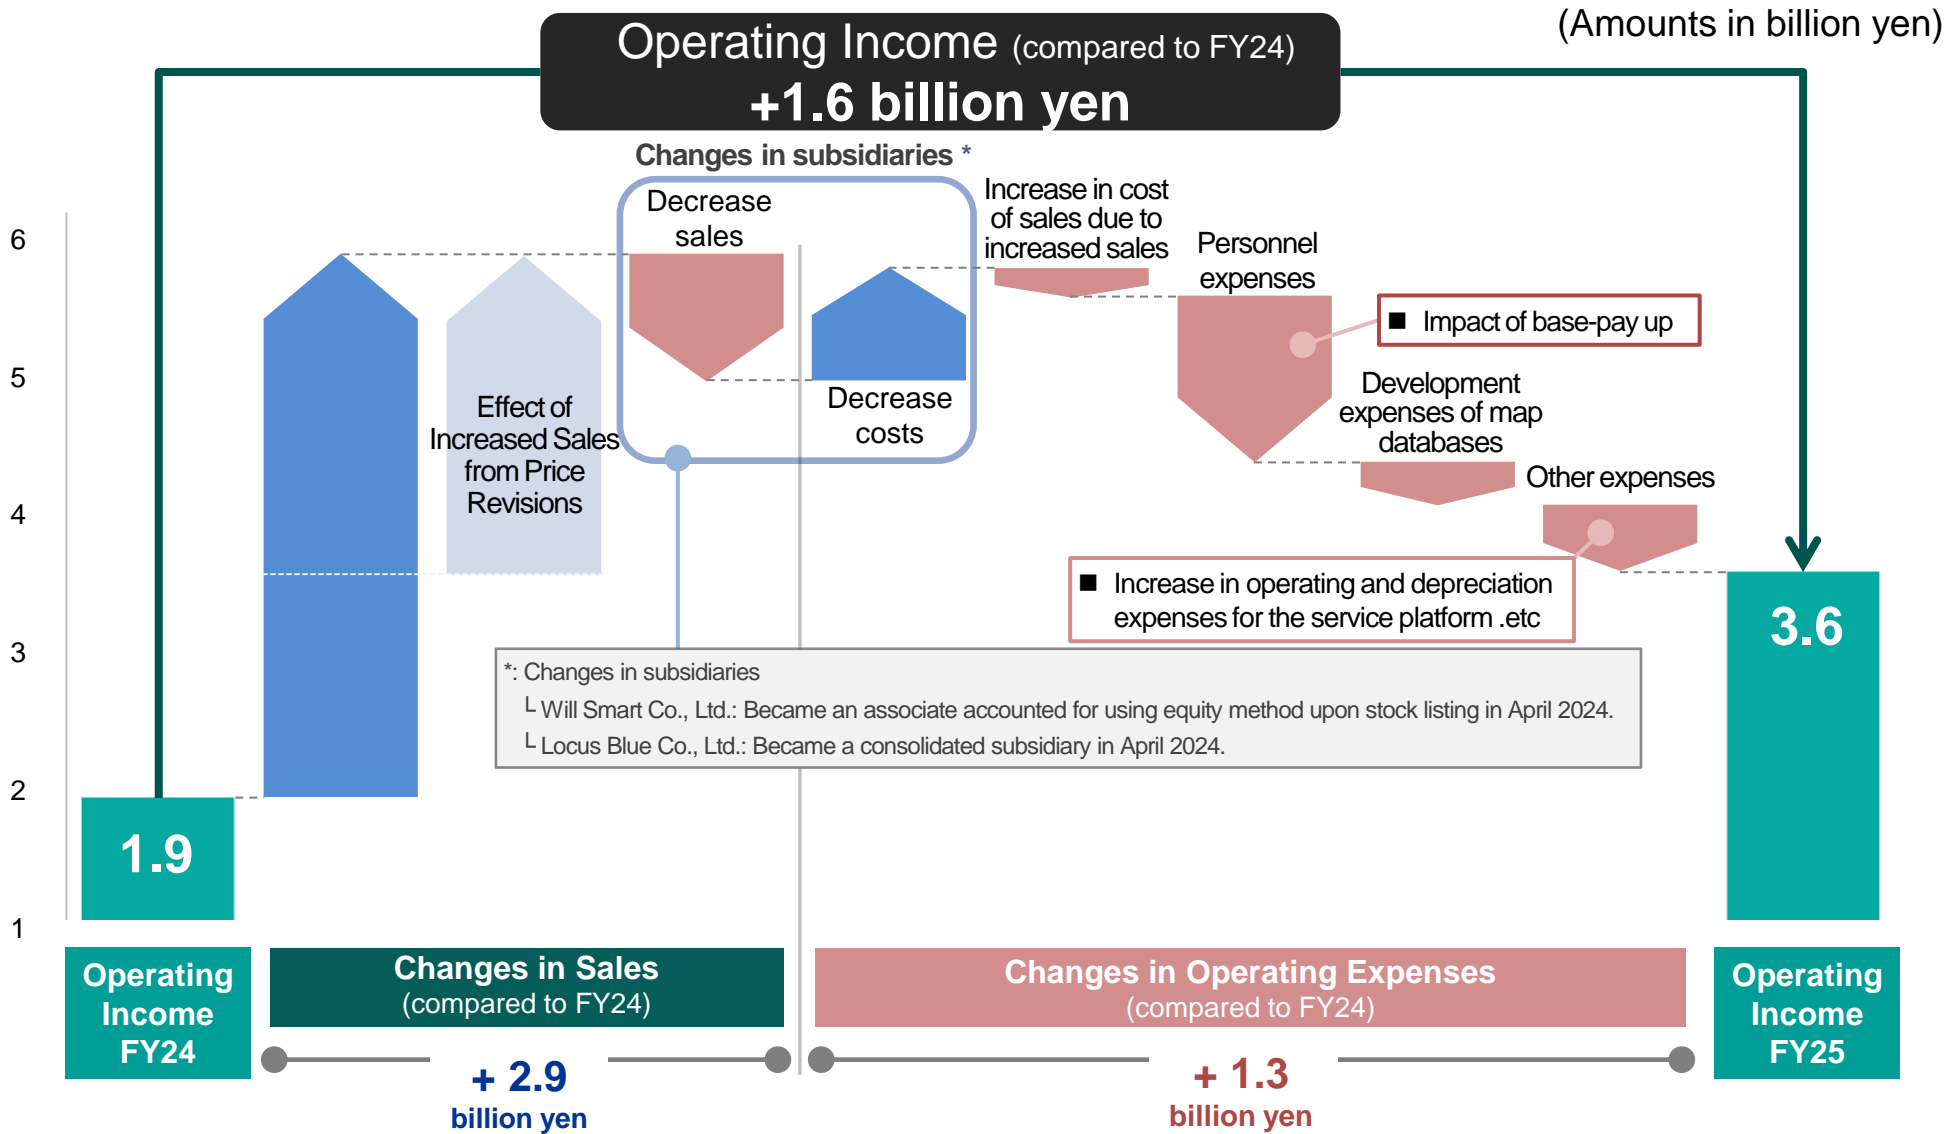 (Amounts in billion yen)
Operating Income (compared to FY24)
+1.6 billion yen
Changes in subsidiaries *
Decrease
sales
Increase in cost
of sales due to
increased sales
Personnel
expenses
■ Impact of base-pay up
6
5
4
3
2
1
Effect of
Increased Sales
from Price
Revisions
Decrease
costs
Development
expenses of map
databases
Other expenses
■ Increase in operating and depreciation
expenses for the service platform .etc
*: Changes in subsidiaries
└ Will Smart Co., Ltd.: Became an associate accounted for using equity method upon stock listing in April 2024.
└ Locus Blue Co., Ltd.: Became a consolidated subsidiary in April 2024.
1.9
3.6
Operating
Income
FY24
Changes in Sales
(compared to FY24)
Changes in Operating Expenses
(compared to FY24)
Operating
Income
FY25
+ 2.9
billion yen
+ 1.3
billion yen